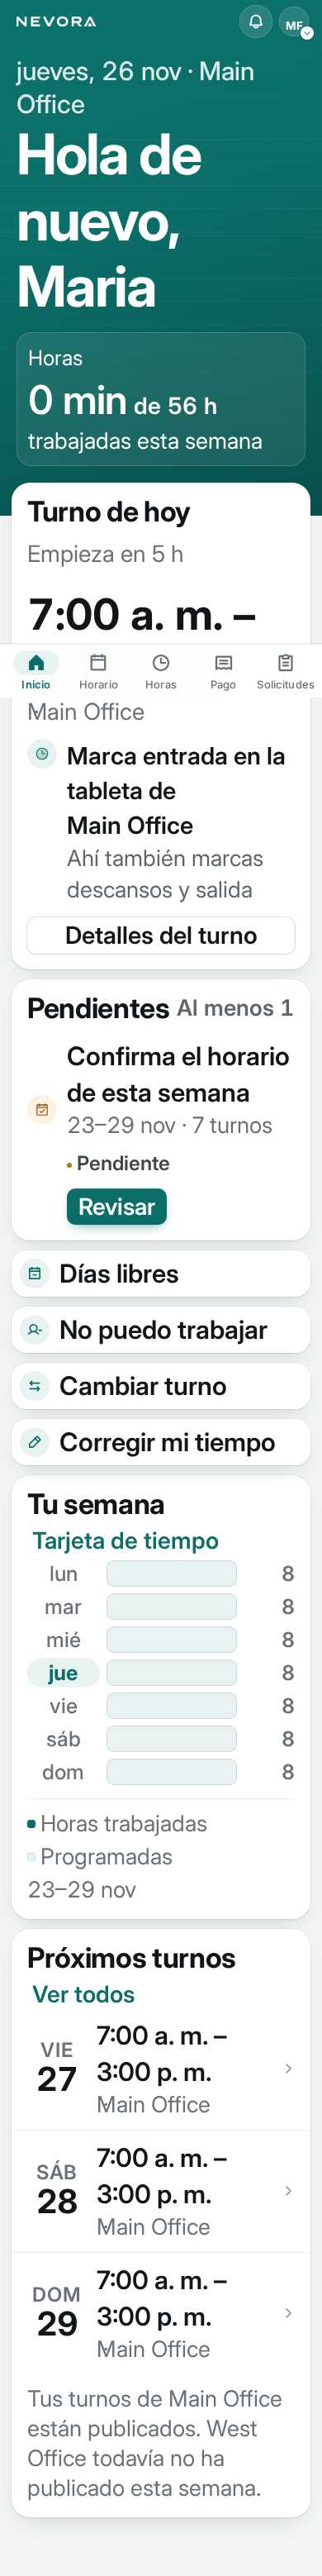 NEVORA
MF
jueves, 26 nov · Main
Office
Hola de
nuevo,
Maria
Horas
0 min de 56 h
trabajadas esta semana
Turno de hoy
Empieza en 5 h
7:00 a. m. –
Inicio
Horario
Horas
Pago
Solicitudes
Main Office
Marca entrada en la
tableta de
Main Office
Ahí también marcas
descansos y salida
Detalles del turno
Pendientes Al menos 1
Confirma el horario
de esta semana
23–29 nov · 7 turnos
Pendiente
Revisar
Días libres
No puedo trabajar
Cambiar turno
Corregir mi tiempo
Tu semana
Tarjeta de tiempo
lun 8
mar 8
mié 8
jue 8
vie 8
sáb 8
dom 8
Horas trabajadas
Programadas
23–29 nov
Próximos turnos
Ver todos
VIE
27
7:00 a. m. –
3:00 p. m.
Main Office
SÁB
28
7:00 a. m. –
3:00 p. m.
Main Office
DOM
29
7:00 a. m. –
3:00 p. m.
Main Office
Tus turnos de Main Office
están publicados. West
Office todavía no ha
publicado esta semana.